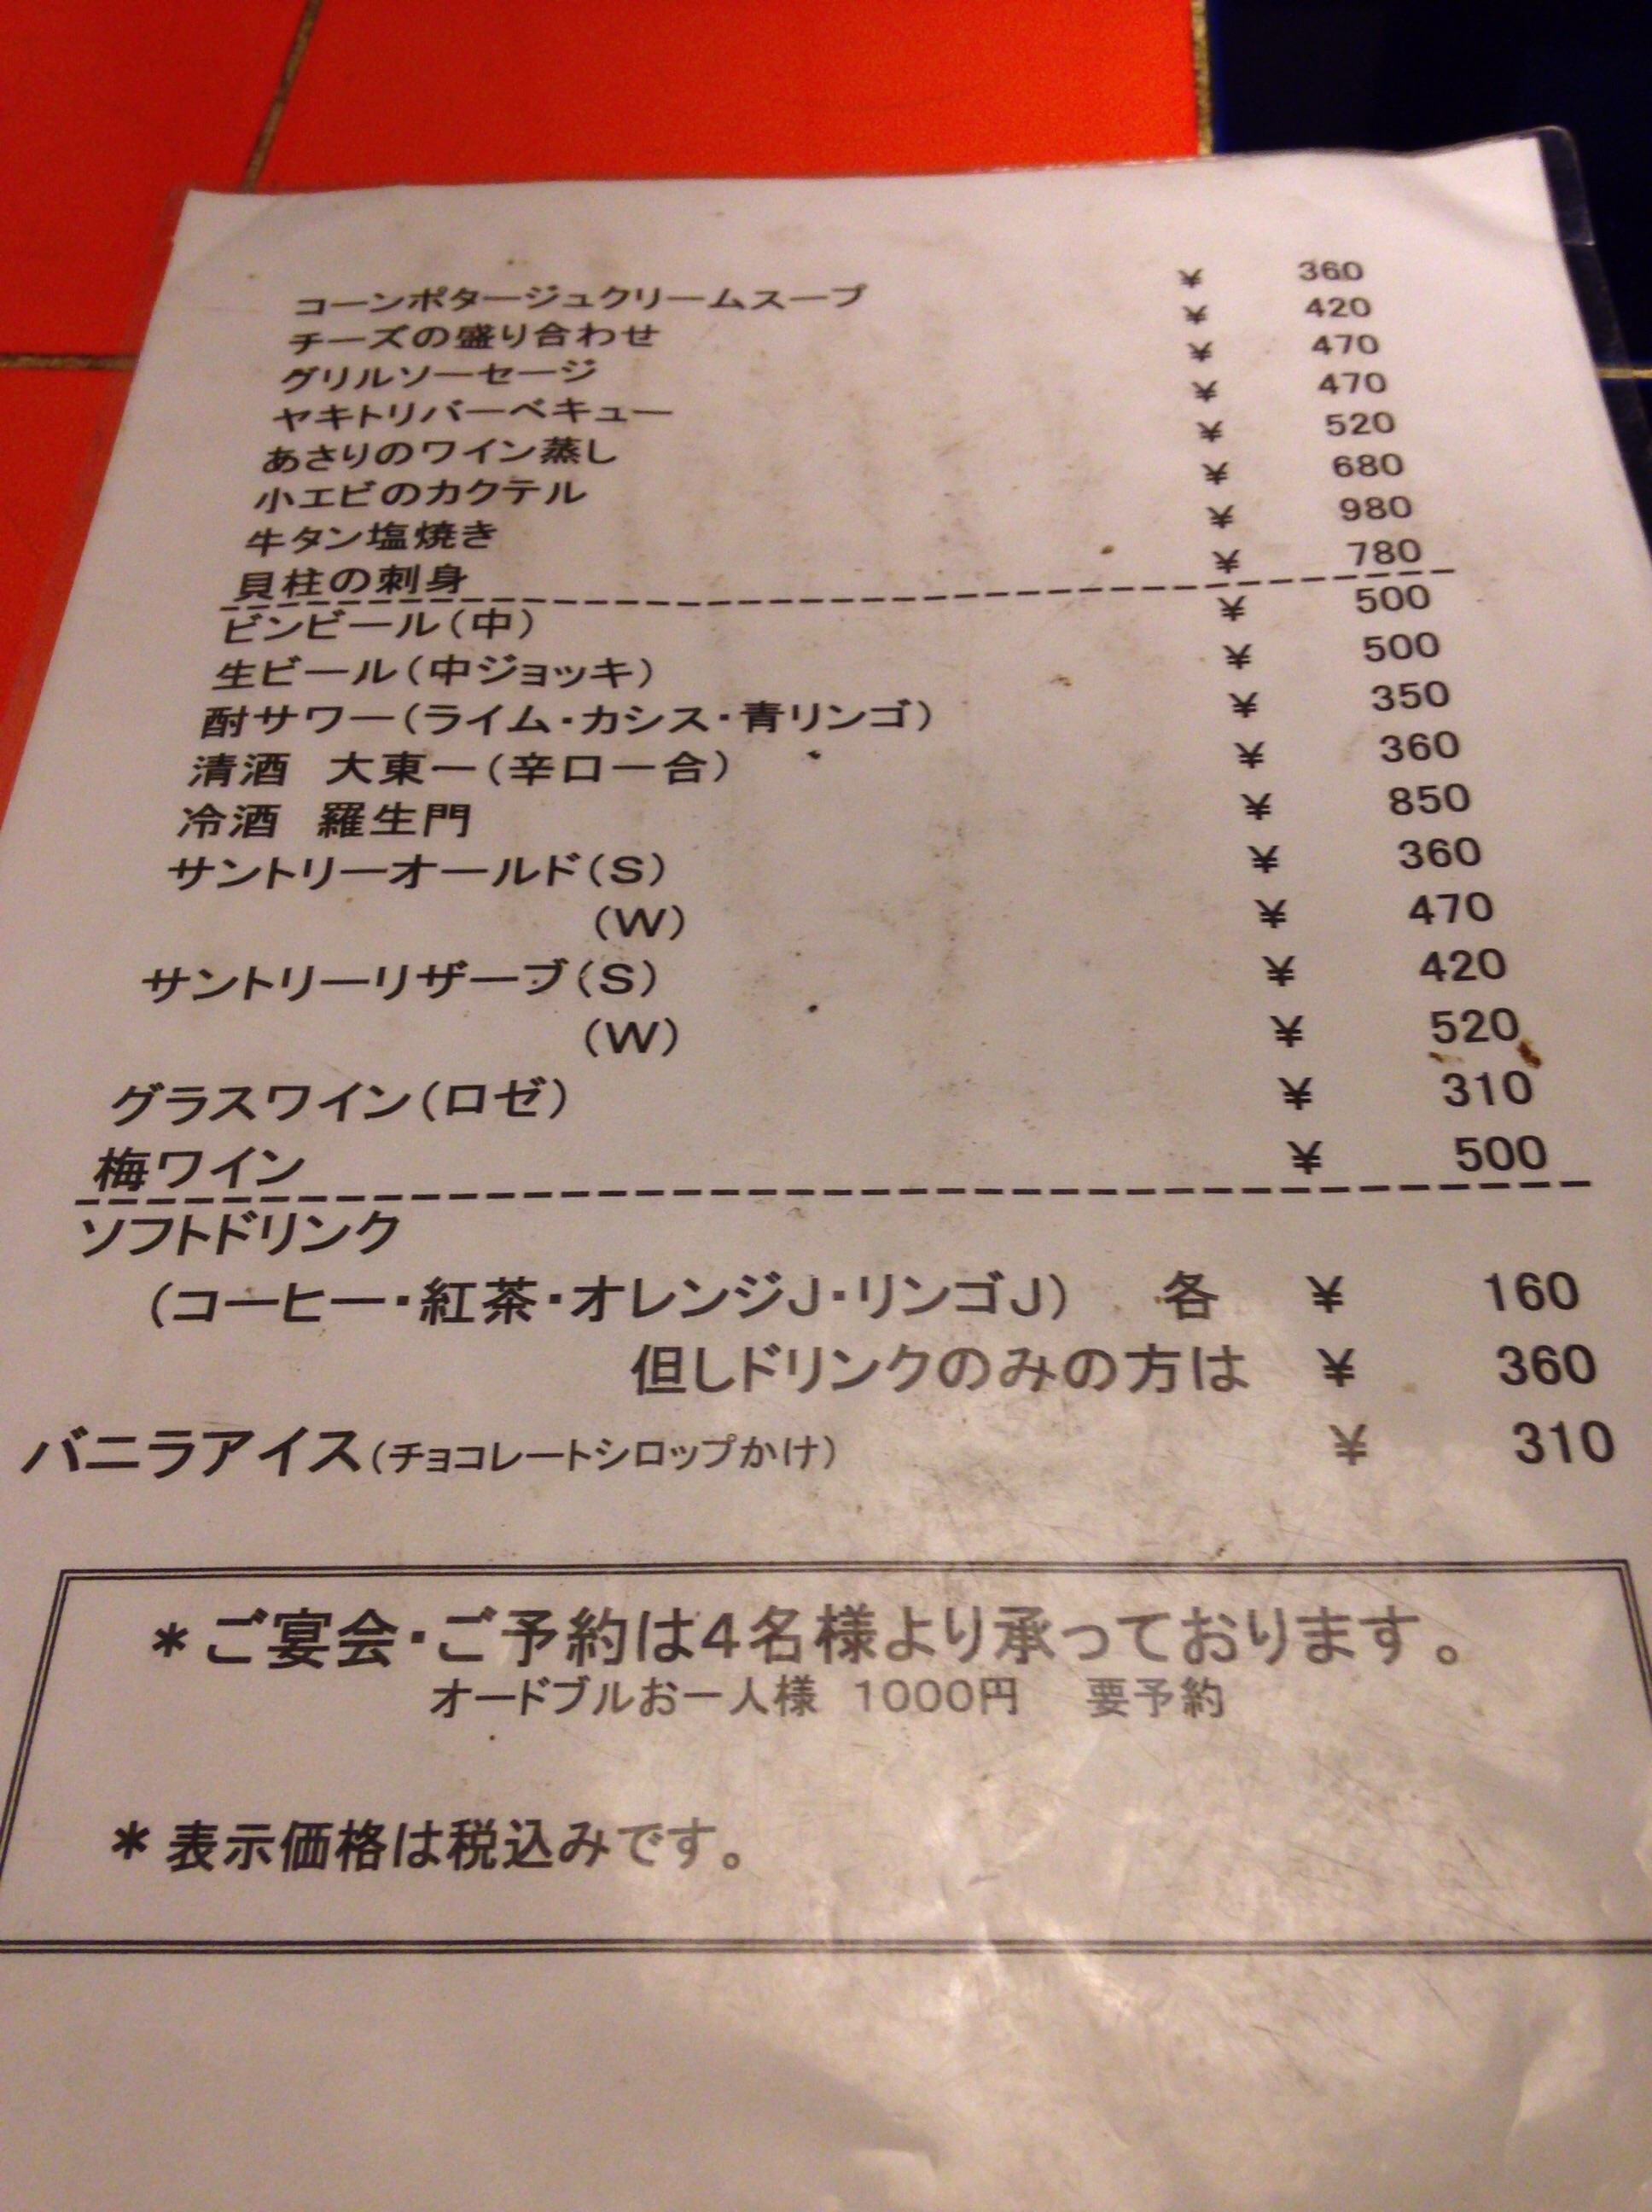 コーンポタージュクリームスープ ¥ 360
チーズの盛り合わせ ¥ 420
グリルソーセージ ¥ 470
ヤキトリバーベキュー ¥ 470
あさりのワイン蒸し ¥ 520
小エビのカクテル ¥ 680
牛タン塩焼き ¥ 980
貝柱の刺身 ¥ 780
ビンビール(中) ¥ 500
生ビール(中ジョッキ) ¥ 500
酎サワー(ライム・カシス・青リンゴ) ¥ 350
清酒 大東一(辛口一合) ¥ 360
冷酒 羅生門 ¥ 850
サントリーオールド(S) ¥ 360
(W) ¥ 470
サントリーリザーブ(S) ¥ 420
(W) ¥ 520
グラスワイン(ロゼ) ¥ 310
梅ワイン ¥ 500
ソフトドリンク
(コーヒー・紅茶・オレンジJ・リンゴJ) 各 ¥ 160
但しドリンクのみの方は ¥ 360
バニラアイス(チョコレートシロップかけ) ¥ 310
*ご宴会・ご予約は4名様より承っております。
オードブルお一人様 1000円 要予約
*表示価格は税込みです。